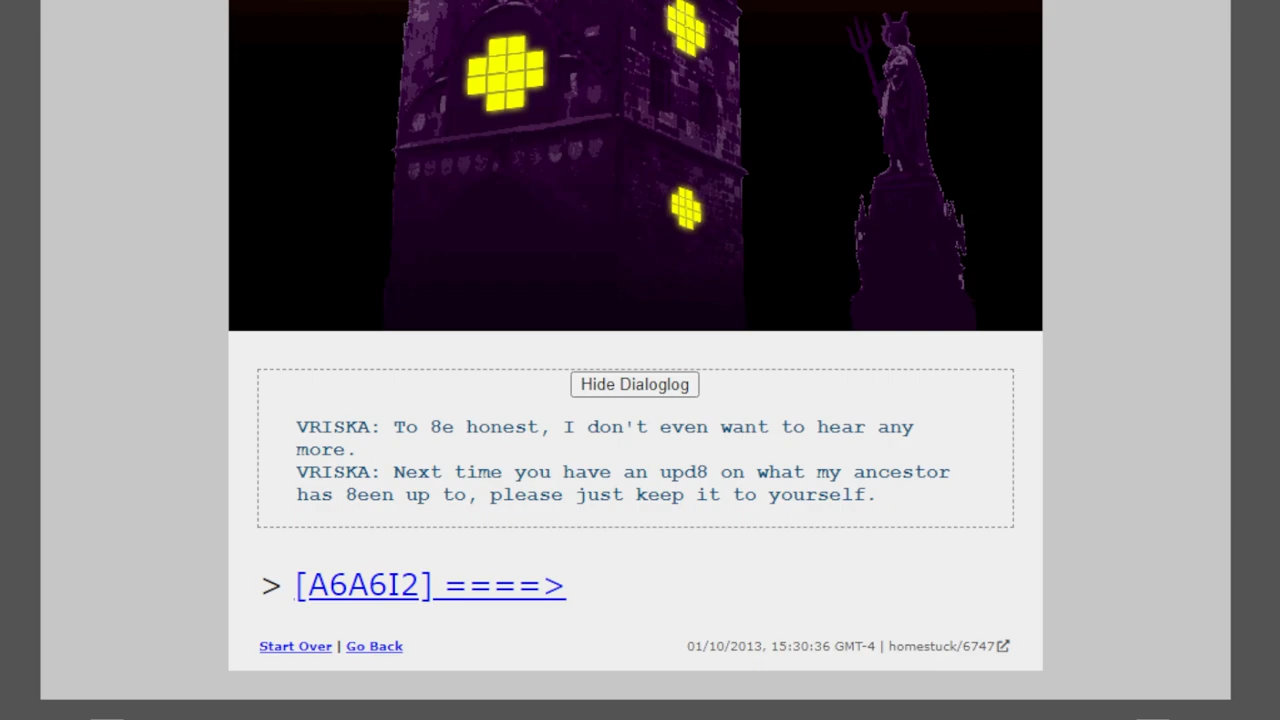 Hide Dialoglog
VRISKA: To 8e honest, I don't even want to hear any
more.
VRISKA: Next time you have an upd8 on what my ancestor
has 8een up to, please just keep it to yourself.
> [A6A6I2] ====>
Start Over | Go Back
01/10/2013, 15:30:36 GMT-4 | homestuck/6747